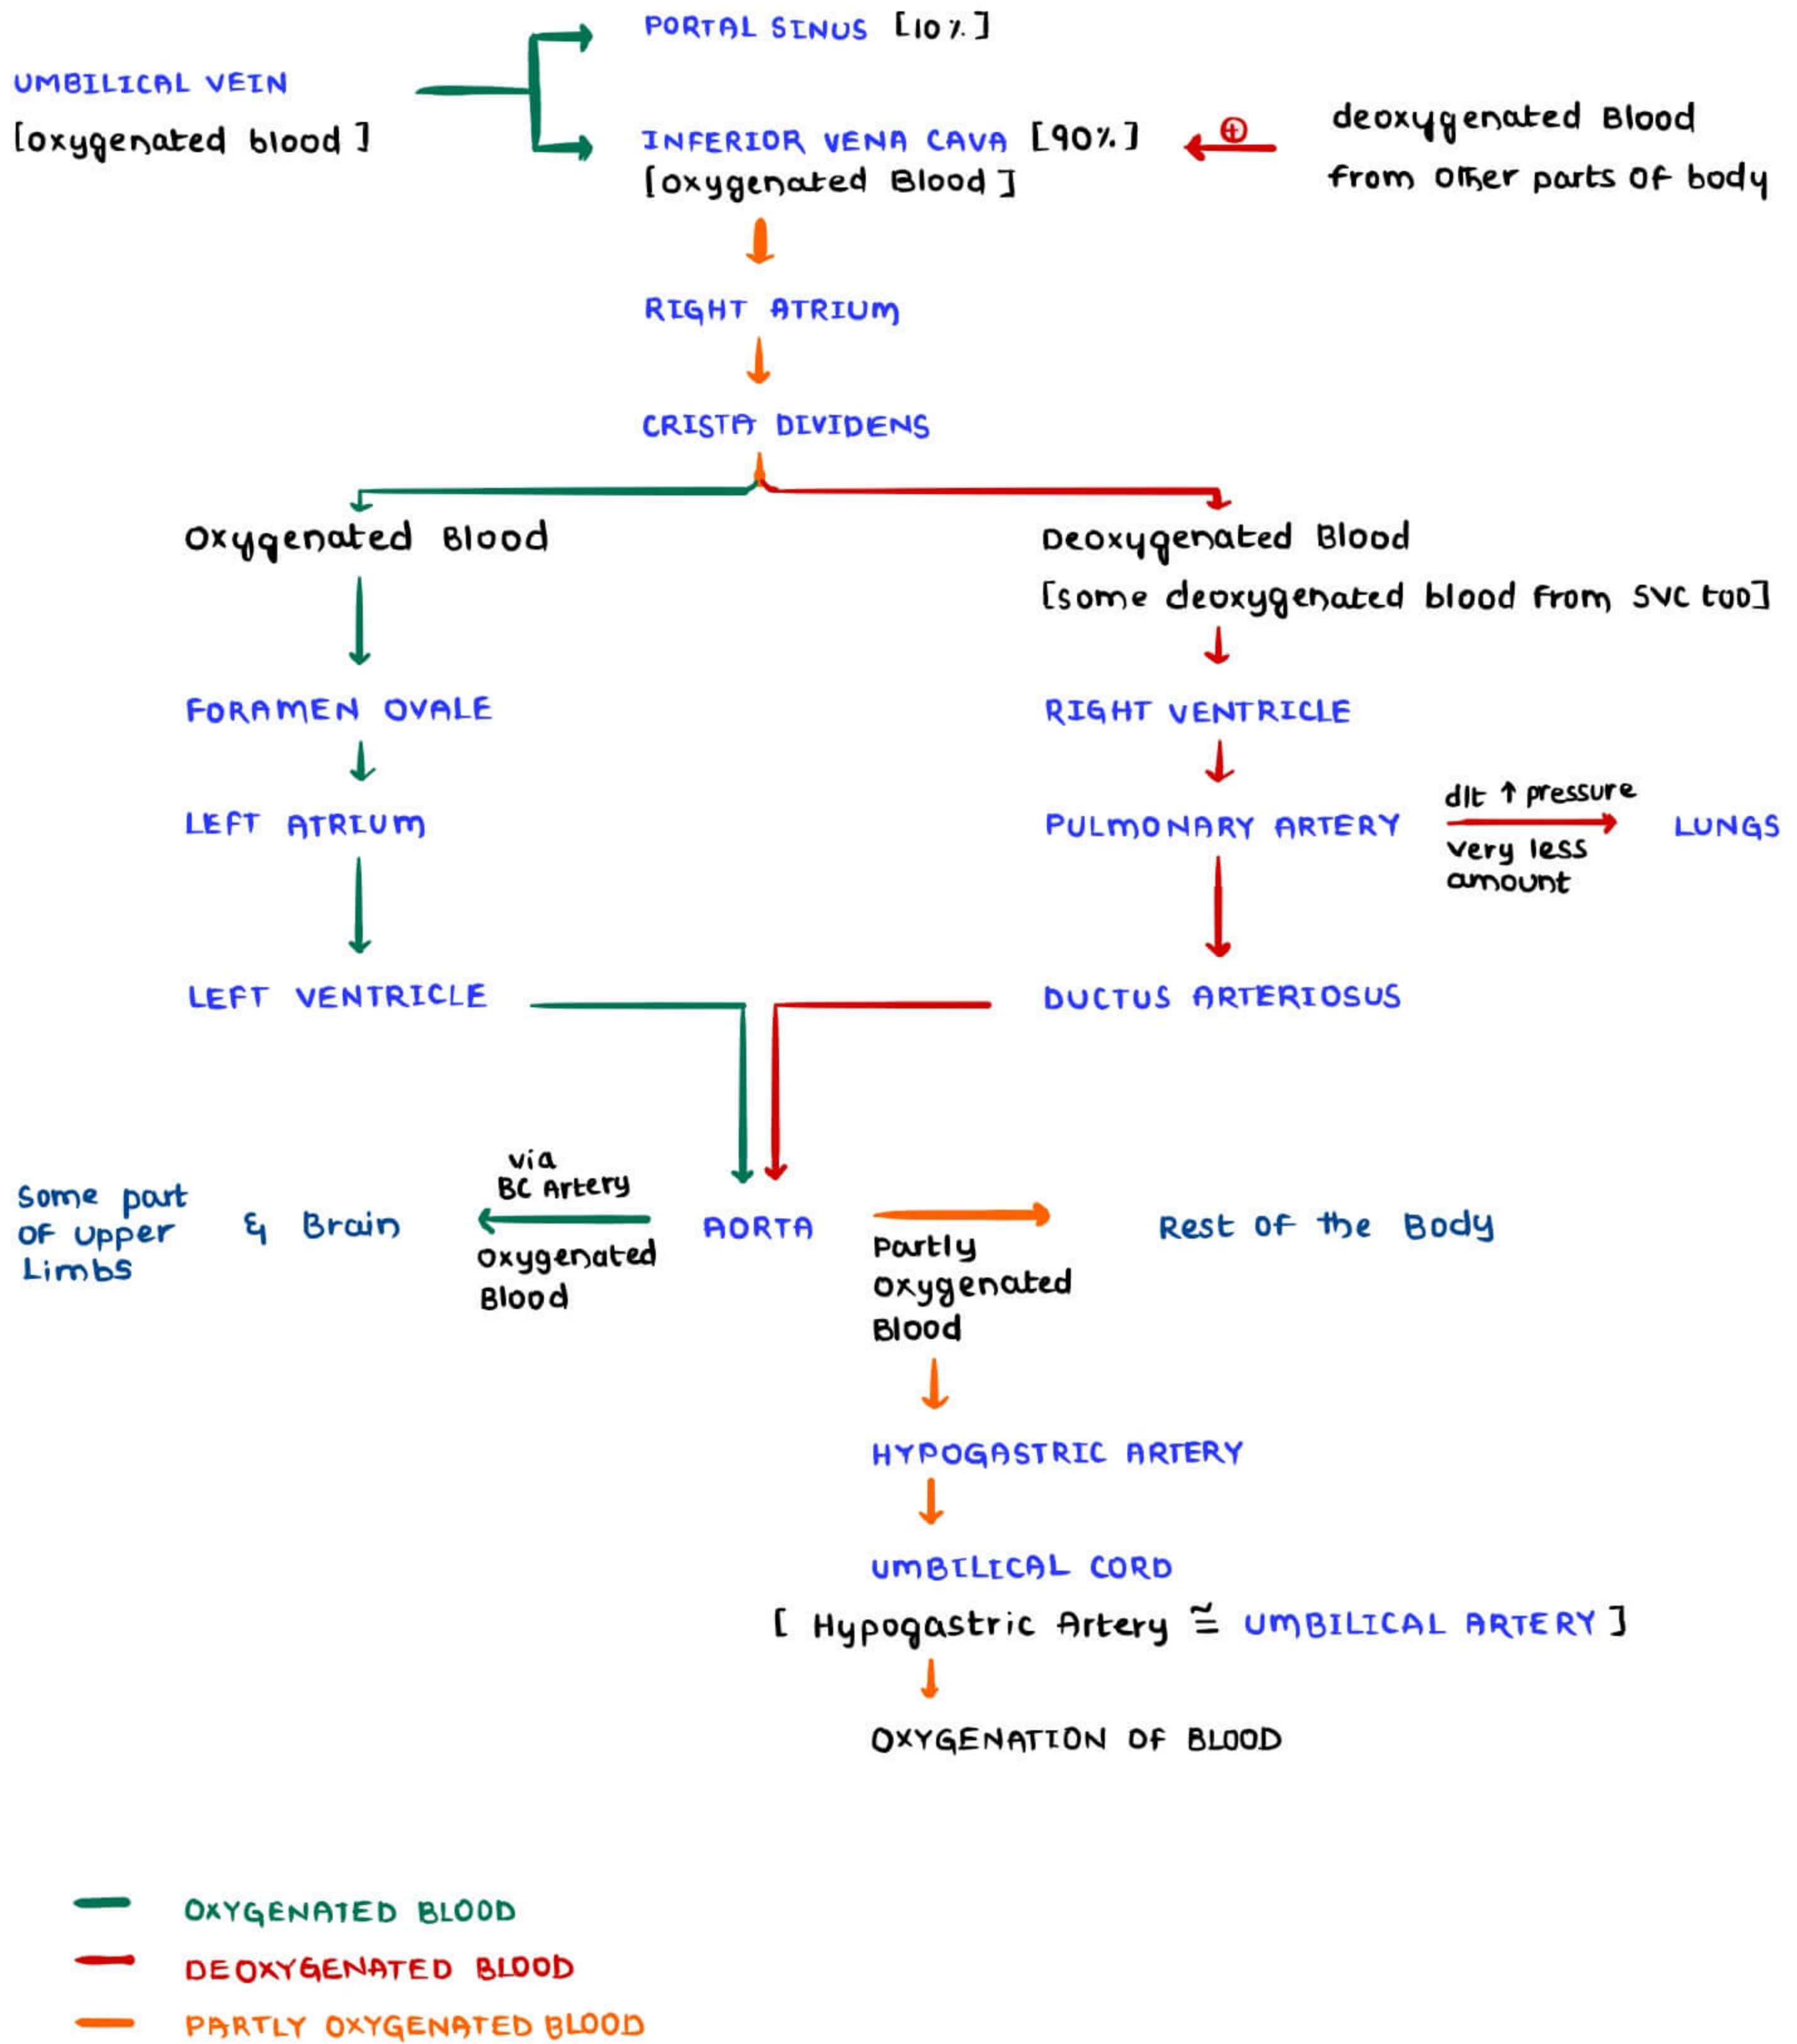 PORTAL SINUS [10%]
UMBILICAL VEIN
[oxygenated blood]
INFERIOR VENA CAVA [90%]
[oxygenated Blood]
⊕
deoxygenated Blood
from other parts of body
RIGHT ATRIUM
CRISTA DIVIDENS
Oxygenated Blood
Deoxygenated Blood
[some deoxygenated blood from SVC too]
FORAMEN OVALE
RIGHT VENTRICLE
LEFT ATRIUM
PULMONARY ARTERY
dlt ↑ pressure
very less
amount
LUNGS
LEFT VENTRICLE
DUCTUS ARTERIOSUS
Some part
of upper
Limbs
& Brain
via
BC Artery
oxygenated
Blood
AORTA
Partly
oxygenated
Blood
Rest of the Body
HYPOGASTRIC ARTERY
UMBILICAL CORD
[ Hypogastric Artery ≅ UMBILICAL ARTERY ]
OXYGENATION OF BLOOD
OXYGENATED BLOOD
DEOXYGENATED BLOOD
PARTLY OXYGENATED BLOOD